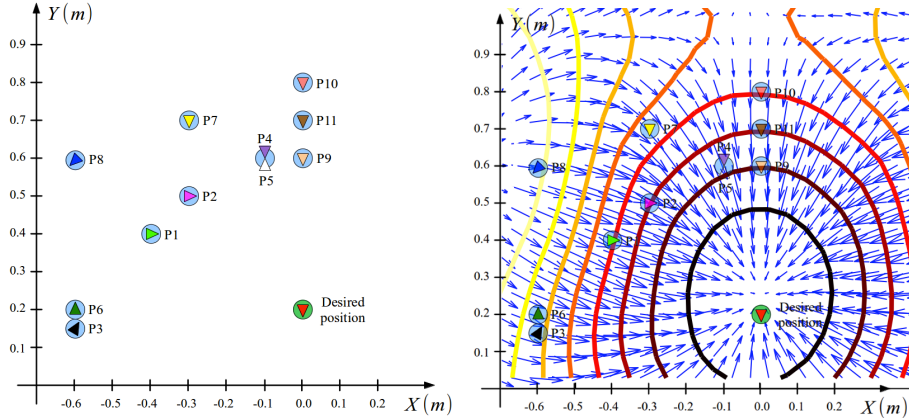 Y(m)
0.9
0.8
P10
0.7
P7
P11
P4
0.6
P8
P9
P5
0.5
P2
0.4
P1
0.3
0.2
P6
Desired
position
0.1
P3
-0.6 -0.5 -0.4 -0.3 -0.2 -0.1 0.0 0.1 0.2
X(m)
Y(m)
0.9
0.8
P10
0.7
P11
P4
0.6
P8
P9
P5
0.5
P2
0.4
0.3
0.2
P6
Desired
position
0.1
P3
-0.6 -0.5 -0.4 -0.3 -0.2 -0.1 0.0 0.1 0.2
X(m)